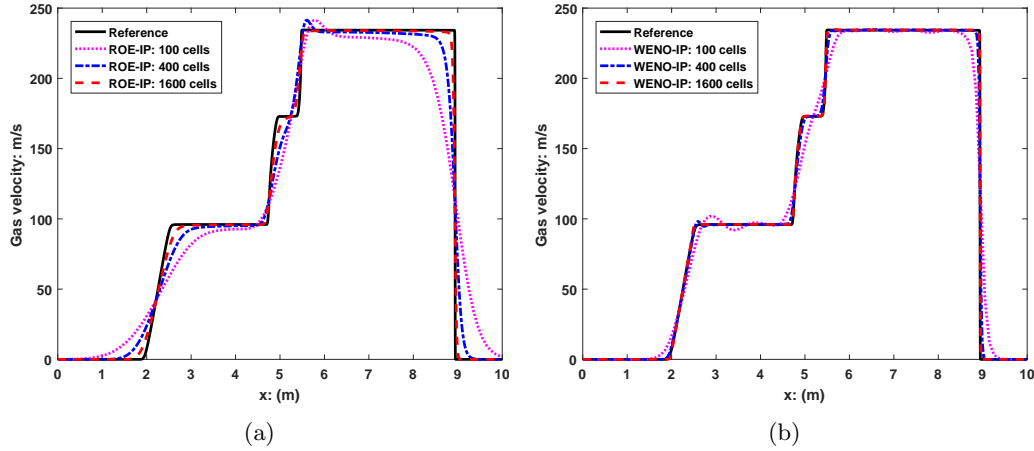 250
200
150
100
50
0
Gas velocity: m/s
Reference
ROE-IP: 100 cells
ROE-IP: 400 cells
ROE-IP: 1600 cells
0 1 2 3 4 5 6 7 8 9 10
x: (m)
(a)
250
200
150
100
50
0
Gas velocity: m/s
Reference
WENO-IP: 100 cells
WENO-IP: 400 cells
WENO-IP: 1600 cells
0 1 2 3 4 5 6 7 8 9 10
x: (m)
(b)